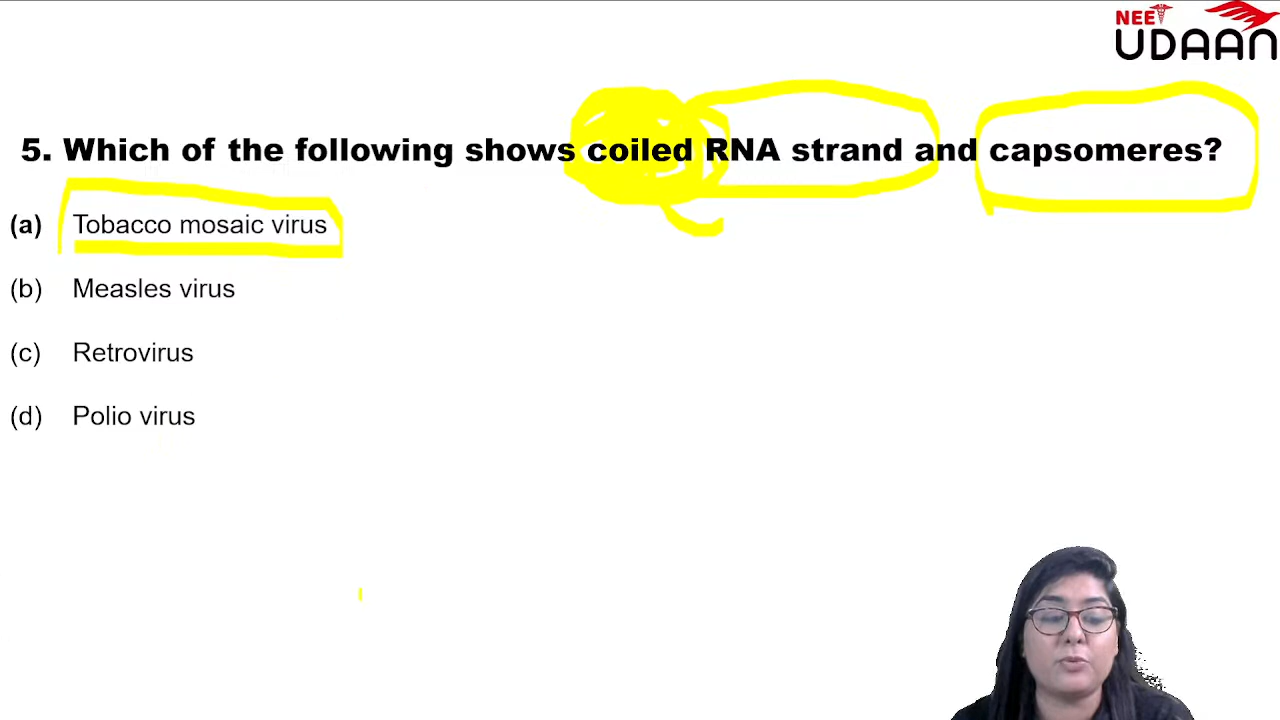 NEET
UDAAN
5. Which of the following shows coiled RNA strand and capsomeres?
(a) Tobacco mosaic virus
(b) Measles virus
(c) Retrovirus
(d) Polio virus